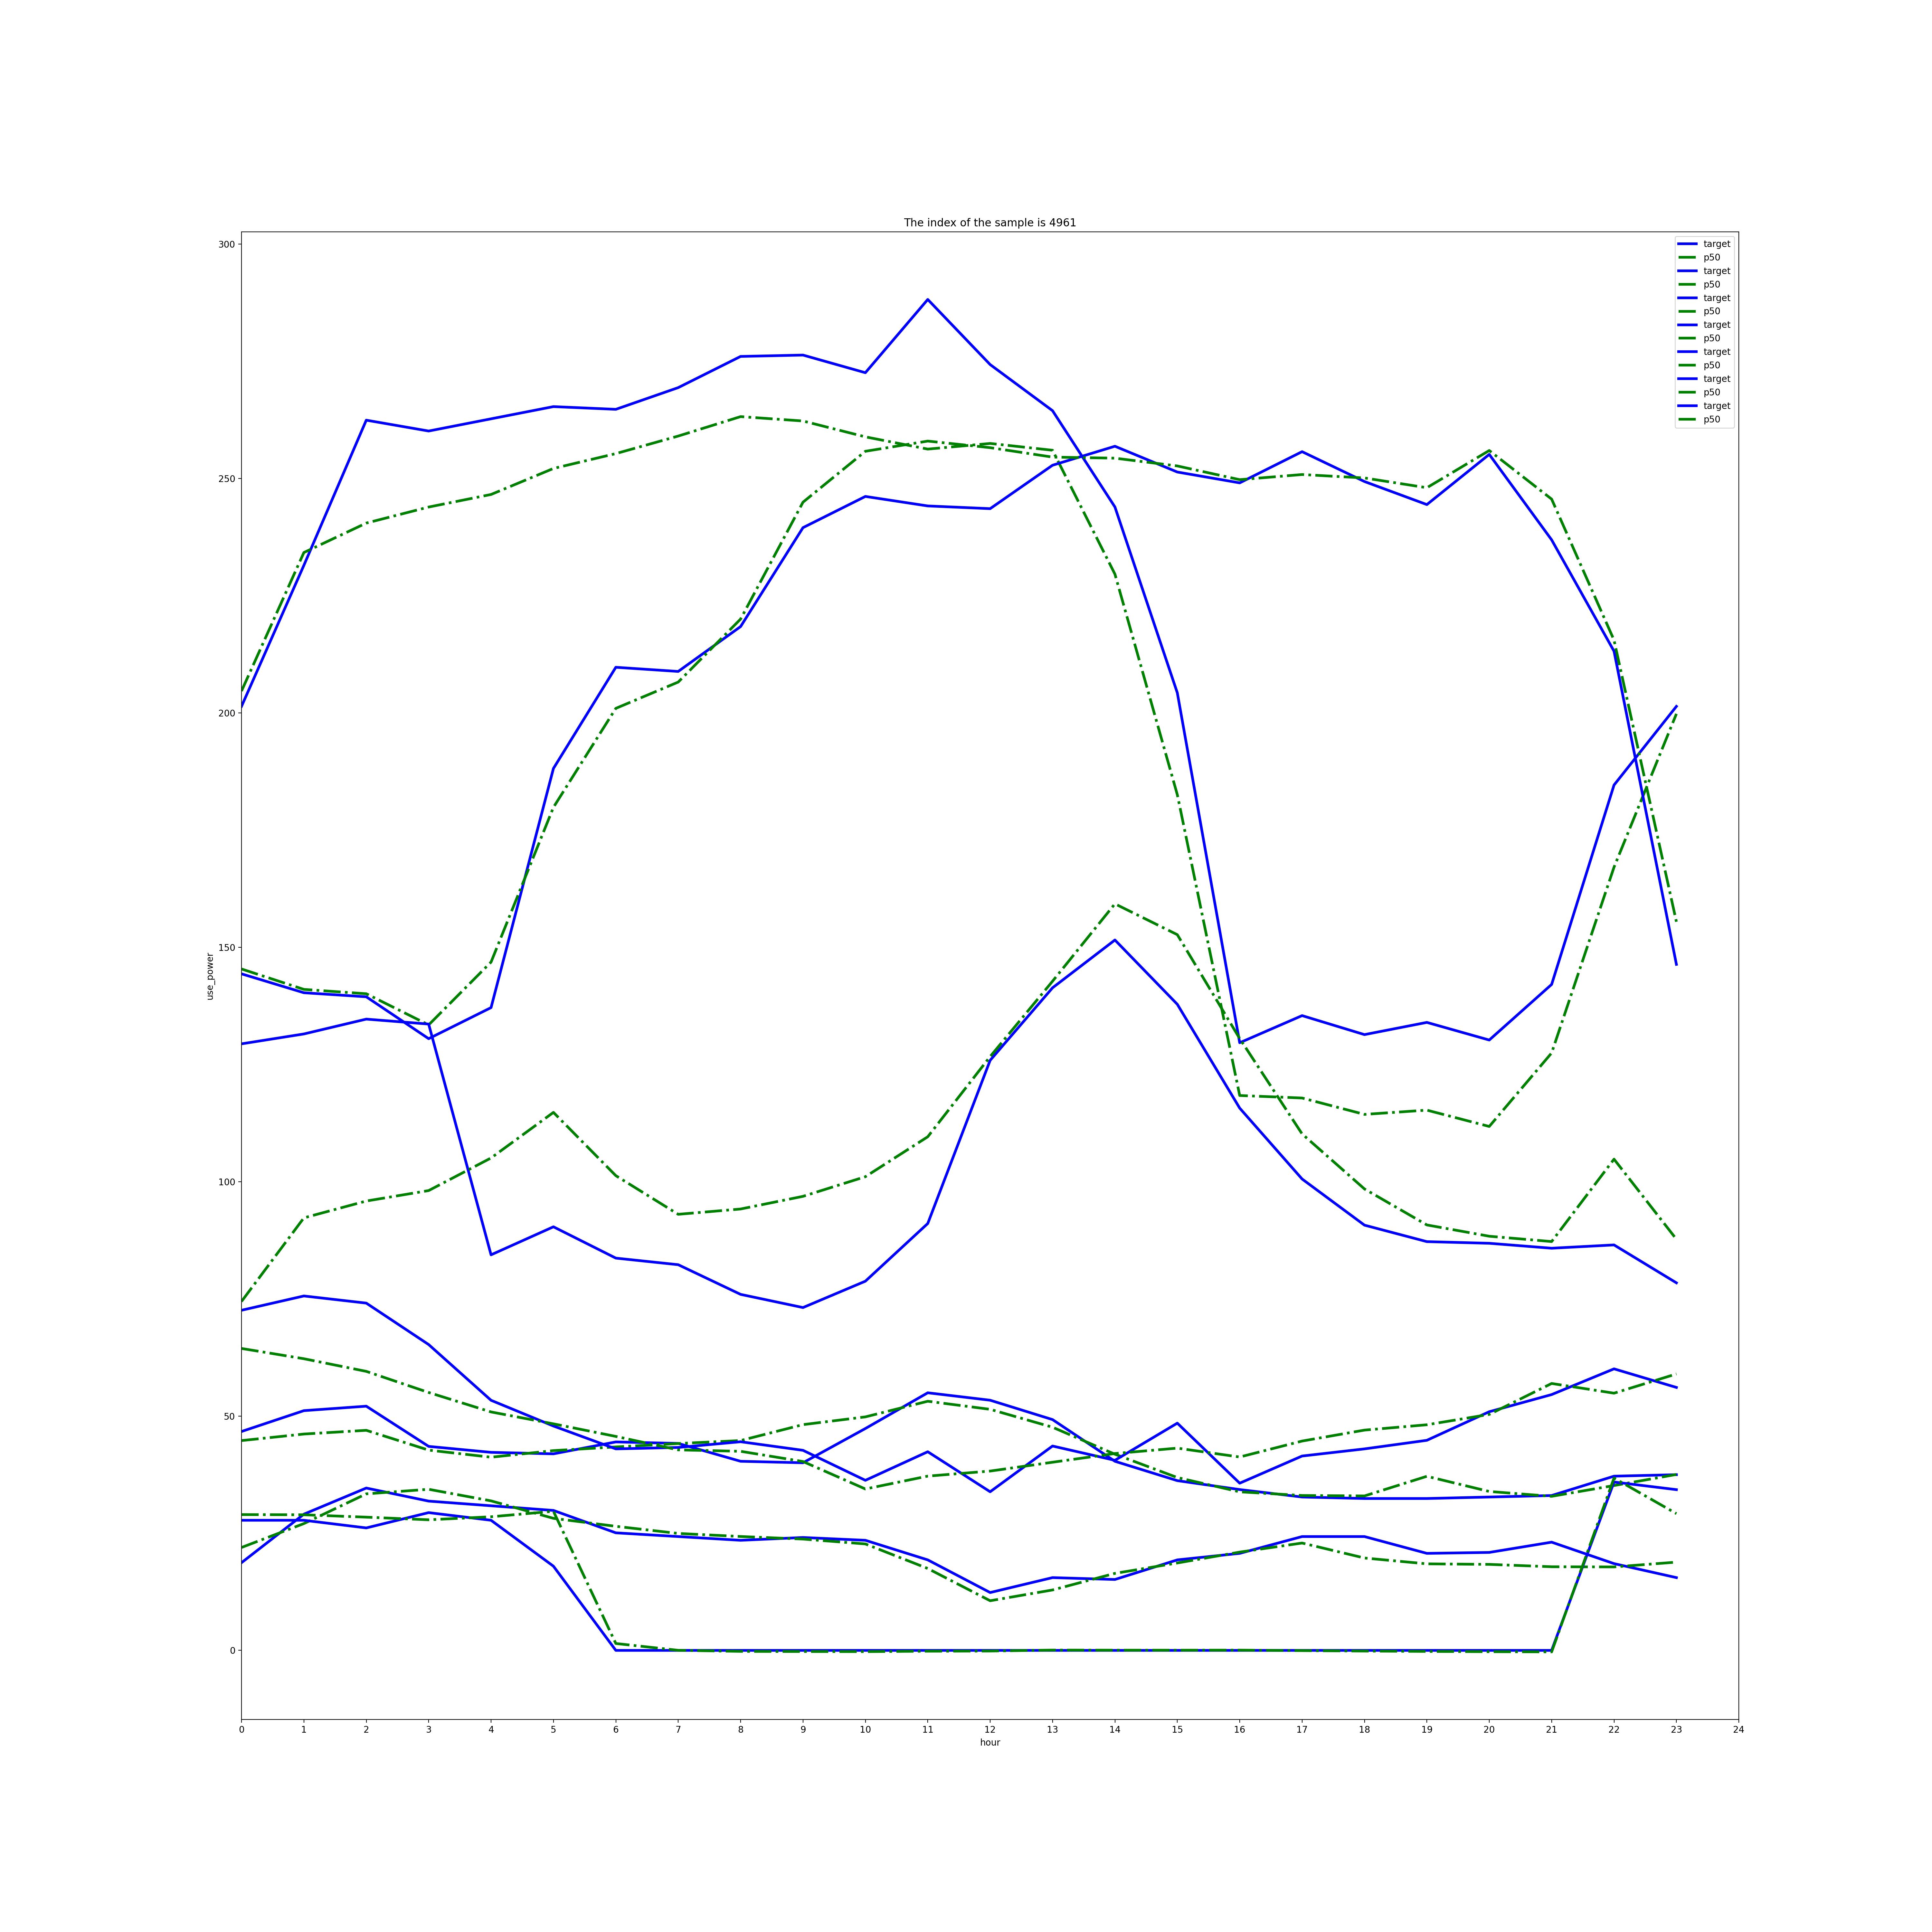 The index of the sample is 4961
target
p50
target
p50
target
p50
target
p50
target
p50
target
p50
target
p50
300
250
200
150
100
50
0
use_power
0 1 2 3 4 5 6 7 8 9 10 11 12 13 14 15 16 17 18 19 20 21 22 23 24
hour